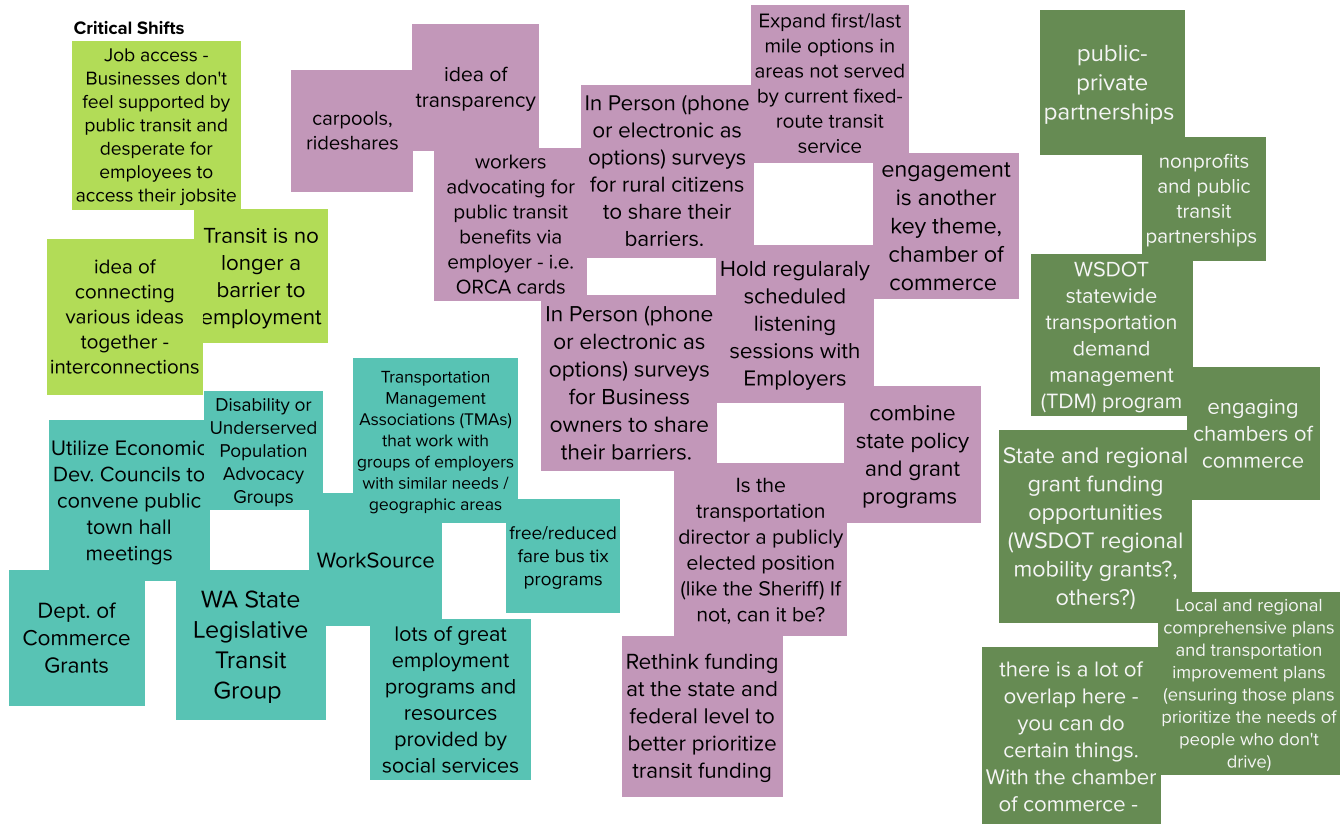 Critical Shifts
Job access -
Businesses don't
feel supported by
public transit and
desperate for
employees to
access their jobsite
Transit is no
longer a
barrier to
employment
idea of
connecting
various ideas
together -
interconnections
carpools,
rideshares
idea of
transparency
workers
advocating for
public transit
benefits via
employer - i.e.
ORCA cards
In Person (phone
or electronic as
options) surveys
for rural citizens
to share their
barriers.
Expand first/last
mile options in
areas not served
by current fixed-
route transit
service
engagement
is another
key theme,
chamber of
commerce
Hold regularaly
scheduled
listening
sessions with
Employers
In Person (phone
or electronic as
options) surveys
for Business
owners to share
their barriers.
combine
state policy
and grant
programs
Is the
transportation
director a publicly
elected position
(like the Sheriff) If
not, can it be?
Rethink funding
at the state and
federal level to
better prioritize
transit funding
Utilize Economic
Dev. Councils to
convene public
town hall
meetings
Disability or
Underserved
Population
Advocacy
Groups
Transportation
Management
Associations (TMAs)
that work with
groups of employers
with similar needs /
geographic areas
WorkSource
free/reduced
fare bus tix
programs
Dept. of
Commerce
Grants
WA State
Legislative
Transit
Group
lots of great
employment
programs and
resources
provided by
social services
public-
private
partnerships
nonprofits
and public
transit
partnerships
WSDOT
statewide
transportation
demand
management
(TDM) program
engaging
chambers of
commerce
State and regional
grant funding
opportunities
(WSDOT regional
mobility grants?,
others?)
Local and regional
comprehensive plans
and transportation
improvement plans
(ensuring those plans
prioritize the needs of
people who don't
drive)
there is a lot of
overlap here -
you can do
certain things.
With the chamber
of commerce -